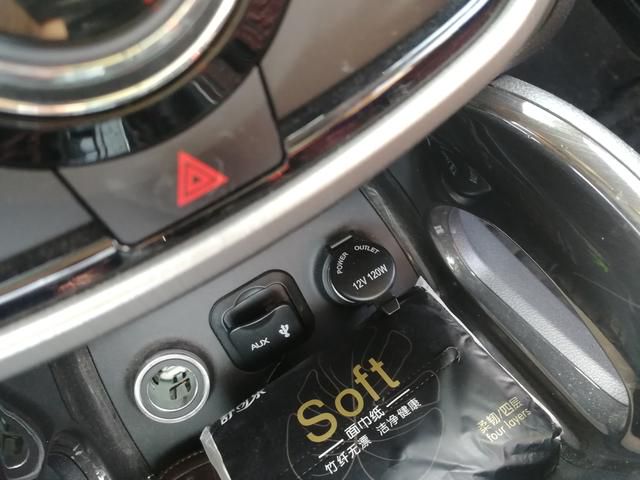 POWER OUTLET
12V 120W
AUX
Soft
面巾纸
竹纤无漂 洁净健康
柔韧/四层
four layers